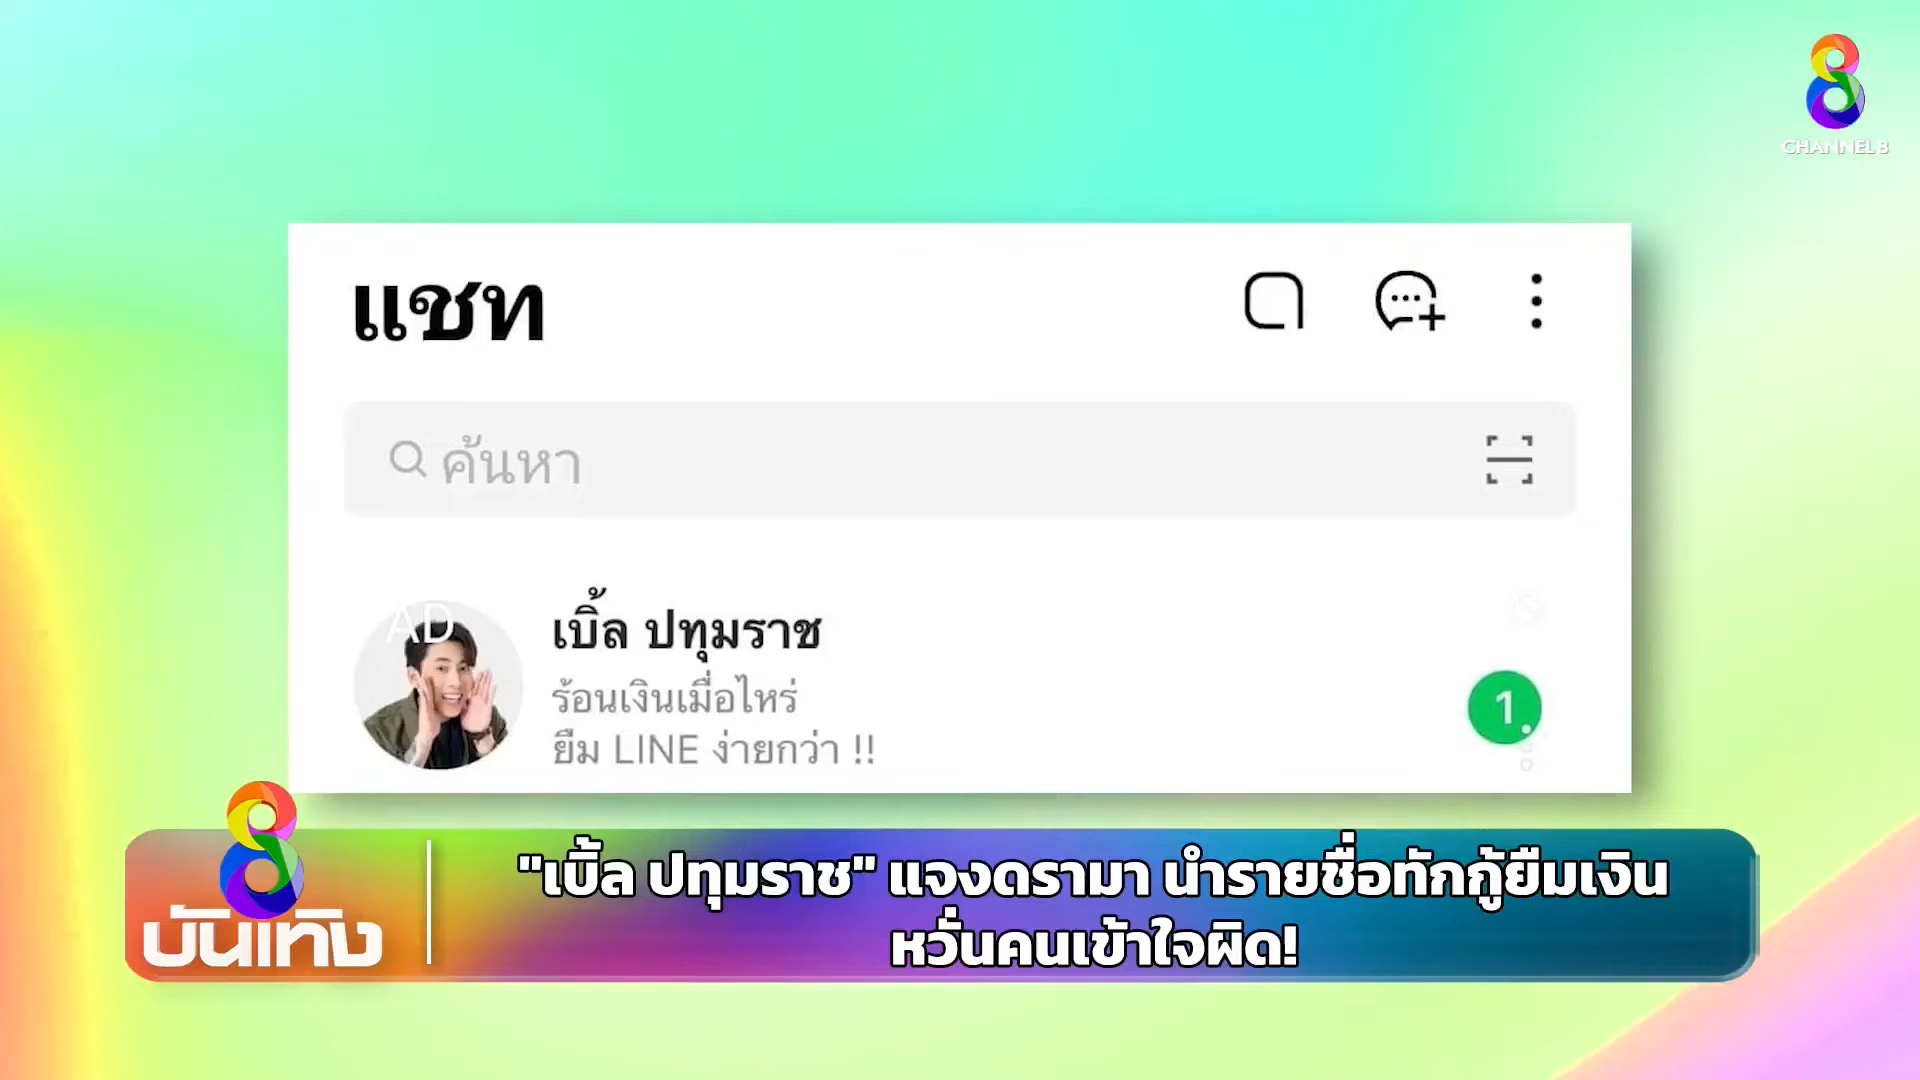 CHANNEL 8
แชท
ค้นหา
AD
เบิ้ล ปทุมราช
ร้อนเงินเมื่อไหร่
ยืม LINE ง่ายกว่า !!
1
บันเทิง
"เบิ้ล ปทุมราช" แจงดรามา นำรายชื่อทักกู้ยืมเงิน
หวั่นคนเข้าใจผิด!